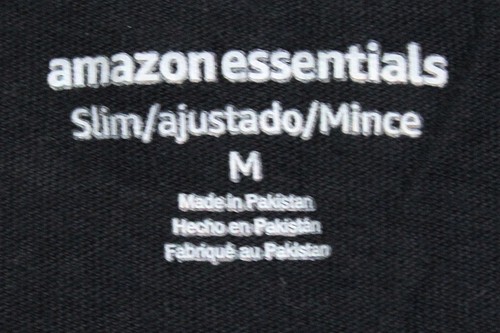 amazon essentials
Slim/ajustado/Mince
M
Made in Pakistan
Hecho en Pakistán
Fabriqué au Pakistan